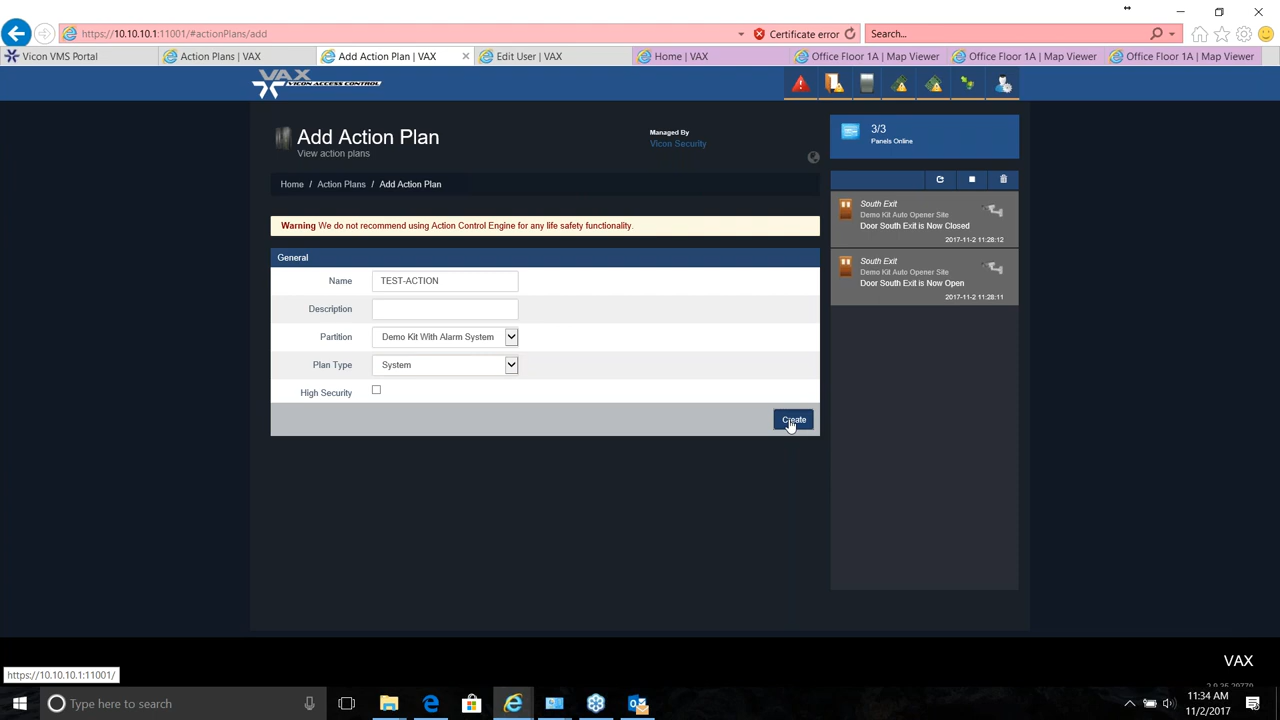 https://10.10.10.1:11001/#actionPlans/add
Certificate error
Search...
Vicon VMS Portal
Action Plans | VAX
Add Action Plan | VAX
Edit User | VAX
Home | VAX
Office Floor 1A | Map Viewer
Office Floor 1A | Map Viewer
Office Floor 1A | Map Viewer
VAX
VICON ACCESS CONTROL
Add Action Plan
View action plans
Managed By
Vicon Security
3/3
Panels Online
Home / Action Plans / Add Action Plan
South Exit
Demo Kit Auto Opener Site
Door South Exit is Now Closed
2017-11-2 11:28:12
South Exit
Demo Kit Auto Opener Site
Door South Exit is Now Open
2017-11-2 11:28:11
Warning We do not recommend using Action Control Engine for any life safety functionality.
General
Name TEST-ACTION
Description
Partition Demo Kit With Alarm System
Plan Type System
High Security
Create
VAX
https://10.10.10.1:11001/
Type here to search
11:34 AM
11/2/2017